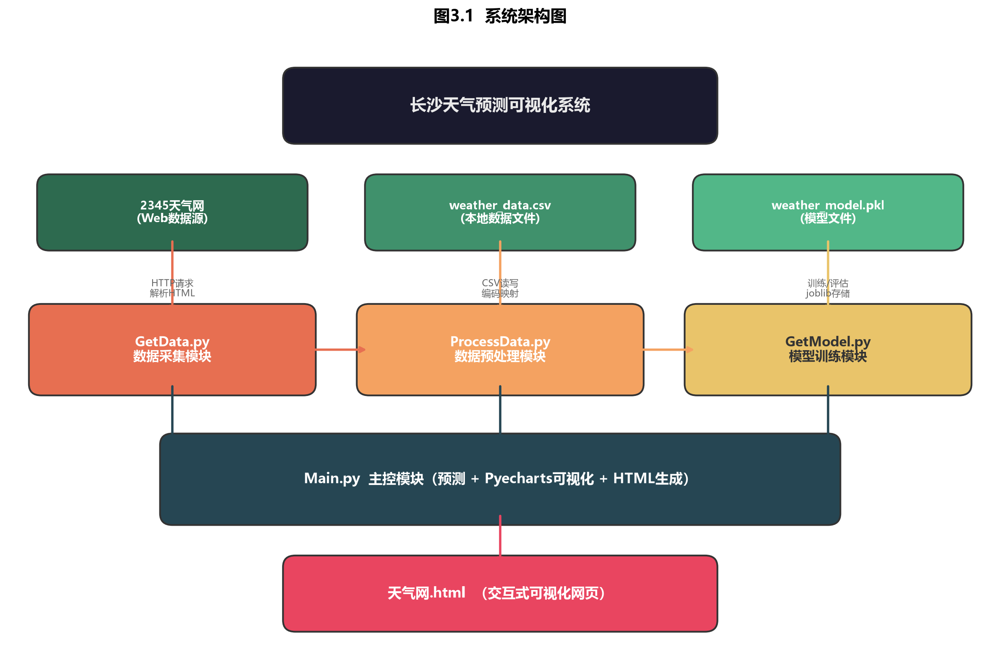 图3.1 系统架构图
长沙天气预测可视化系统
2345天气网
(Web数据源)
weather_data.csv
(本地数据文件)
weather_model.pkl
(模型文件)
HTTP请求
解析HTML
CSV读写
编码映射
训练/评估
joblib存储
GetData.py
数据采集模块
ProcessData.py
数据预处理模块
GetModel.py
模型训练模块
Main.py 主控模块（预测 + Pyecharts可视化 + HTML生成）
天气网.html （交互式可视化网页）